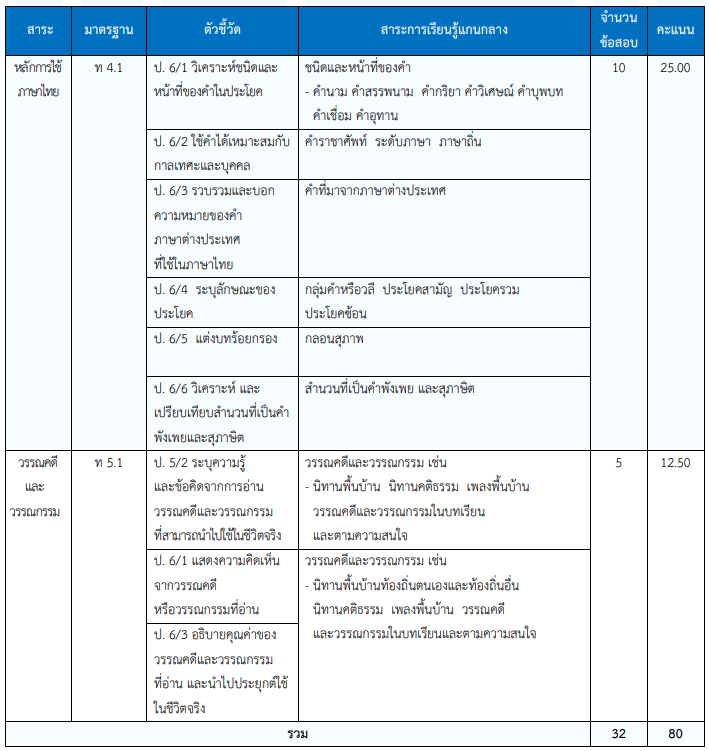 สาระ
มาตรฐาน
ตัวชี้วัด
สาระการเรียนรู้แกนกลาง
จำนวน
ข้อสอบ
คะแนน
หลักการใช้
ภาษาไทย
ท 4.1
ป. 6/1 วิเคราะห์ชนิดและ
หน้าที่ของคำในประโยค
ชนิดและหน้าที่ของคำ
- คำนาม คำสรรพนาม คำกริยา คำวิเศษณ์ คำบุพบท
คำเชื่อม คำอุทาน
10
25.00
ป. 6/2 ใช้คำได้เหมาะสมกับ
กาลเทศะและบุคคล
คำราชาศัพท์ ระดับภาษา ภาษาถิ่น
ป. 6/3 รวบรวมและบอก
ความหมายของคำ
ภาษาต่างประเทศ
ที่ใช้ในภาษาไทย
คำที่มาจากภาษาต่างประเทศ
ป. 6/4 ระบุลักษณะของ
ประโยค
กลุ่มคำหรือวลี ประโยคสามัญ ประโยครวม
ประโยคซ้อน
ป. 6/5 แต่งบทร้อยกรอง
กลอนสุภาพ
ป. 6/6 วิเคราะห์ และ
เปรียบเทียบสำนวนที่เป็นคำ
พังเพยและสุภาษิต
สำนวนที่เป็นคำพังเพย และสุภาษิต
วรรณคดี
และ
วรรณกรรม
ท 5.1
ป. 5/2 ระบุความรู้
และข้อคิดจากการอ่าน
วรรณคดีและวรรณกรรม
ที่สามารถนำไปใช้ในชีวิตจริง
วรรณคดีและวรรณกรรม เช่น
- นิทานพื้นบ้าน นิทานคติธรรม เพลงพื้นบ้าน
วรรณคดีและวรรณกรรมในบทเรียน
และตามความสนใจ
5
12.50
ป. 6/1 แสดงความคิดเห็น
จากวรรณคดี
หรือวรรณกรรมที่อ่าน
วรรณคดีและวรรณกรรม เช่น
- นิทานพื้นบ้านท้องถิ่นตนเองและท้องถิ่นอื่น
นิทานคติธรรม เพลงพื้นบ้าน วรรณคดี
และวรรณกรรมในบทเรียนและตามความสนใจ
ป. 6/3 อธิบายคุณค่าของ
วรรณคดีและวรรณกรรม
ที่อ่าน และนำไปประยุกต์ใช้
ในชีวิตจริง
รวม
32
80